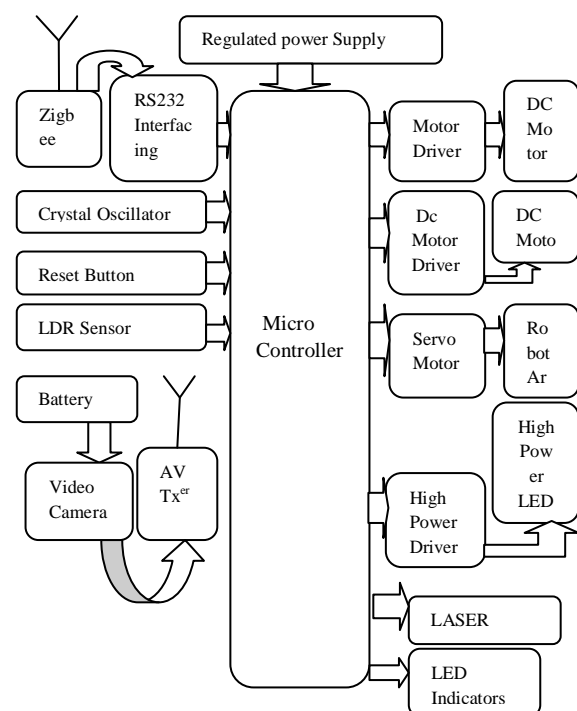 Regulated power Supply
Zigb
ee
RS232
Interfac
ing
Motor
Driver
DC
Mo
tor
Crystal Oscillator
Dc
Motor
Driver
DC
Moto
Reset Button
LDR Sensor
Micro
Controller
Servo
Motor
Ro
bot
Ar
Battery
Video
Camera
AV
Tx^er
High
Power
Driver
High
Pow
er
LED
LASER
LED
Indicators